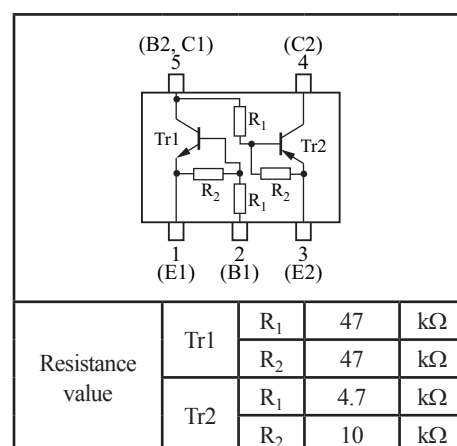 (B2, C1) (C2)
5 4
R1
Tr1 Tr2
R2 R2
R1
1 2 3
(E1) (B1) (E2)
Resistance value Tr1 R1 47 kΩ
R2 47 kΩ
Tr2 R1 4.7 kΩ
R2 10 kΩ